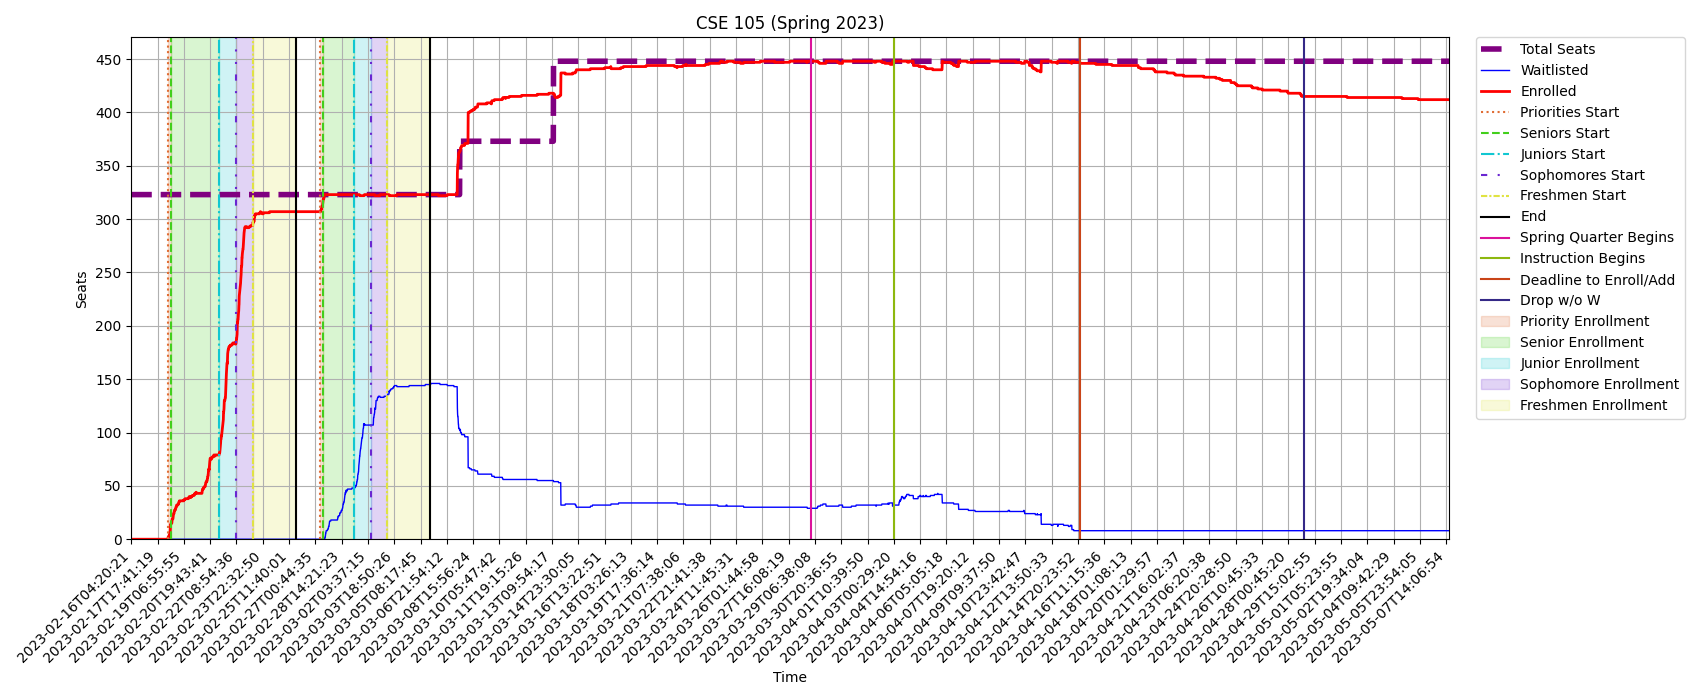 CSE 105 (Spring 2023)
Seats
450
400
350
300
250
200
150
100
50
0
2023-02-16T04:20:21
2023-02-17T17:41:19
2023-02-19T06:55:55
2023-02-20T19:43:41
2023-02-22T08:54:36
2023-02-23T22:32:50
2023-02-25T11:40:01
2023-02-27T00:44:35
2023-02-28T14:21:23
2023-03-02T03:37:15
2023-03-03T18:50:26
2023-03-05T08:17:45
2023-03-06T21:54:12
2023-03-08T15:56:24
2023-03-10T05:47:42
2023-03-11T19:15:26
2023-03-13T09:54:17
2023-03-14T23:30:05
2023-03-16T13:22:51
2023-03-18T03:26:13
2023-03-19T17:36:14
2023-03-21T07:38:06
2023-03-22T21:41:38
2023-03-24T11:45:31
2023-03-26T01:44:58
2023-03-27T16:08:19
2023-03-29T06:38:08
2023-03-30T20:36:55
2023-04-01T10:39:50
2023-04-03T00:29:20
2023-04-04T14:54:16
2023-04-06T05:05:18
2023-04-07T19:20:12
2023-04-09T09:37:50
2023-04-10T23:42:47
2023-04-12T13:50:33
2023-04-14T20:23:52
2023-04-16T11:15:36
2023-04-18T01:08:13
2023-04-20T01:29:57
2023-04-21T16:02:37
2023-04-23T06:20:38
2023-04-24T20:28:50
2023-04-26T10:45:33
2023-04-28T00:45:20
2023-04-29T15:02:55
2023-05-01T05:23:55
2023-05-02T19:34:04
2023-05-04T09:42:29
2023-05-05T23:54:05
2023-05-07T14:06:54
Time
Total Seats
Waitlisted
Enrolled
Priorities Start
Seniors Start
Juniors Start
Sophomores Start
Freshmen Start
End
Spring Quarter Begins
Instruction Begins
Deadline to Enroll/Add
Drop w/o W
Priority Enrollment
Senior Enrollment
Junior Enrollment
Sophomore Enrollment
Freshmen Enrollment